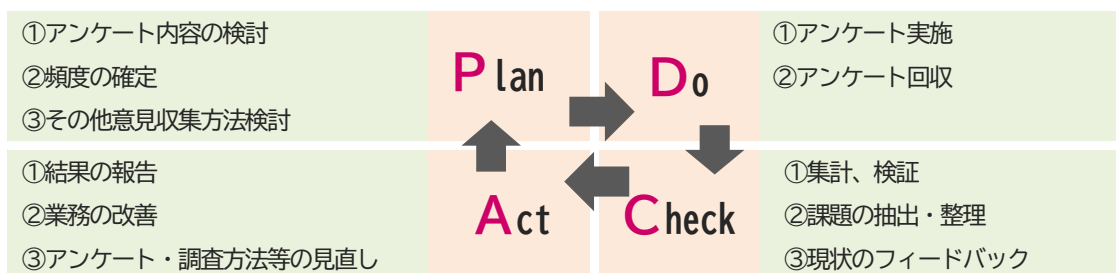 ①アンケート内容の検討
②頻度の確定
③その他意見収集方法検討
Plan
Do
①アンケート実施
②アンケート回収
①結果の報告
②業務の改善
③アンケート・調査方法等の見直し
Act
Check
①集計、検証
②課題の抽出・整理
③現状のフィードバック